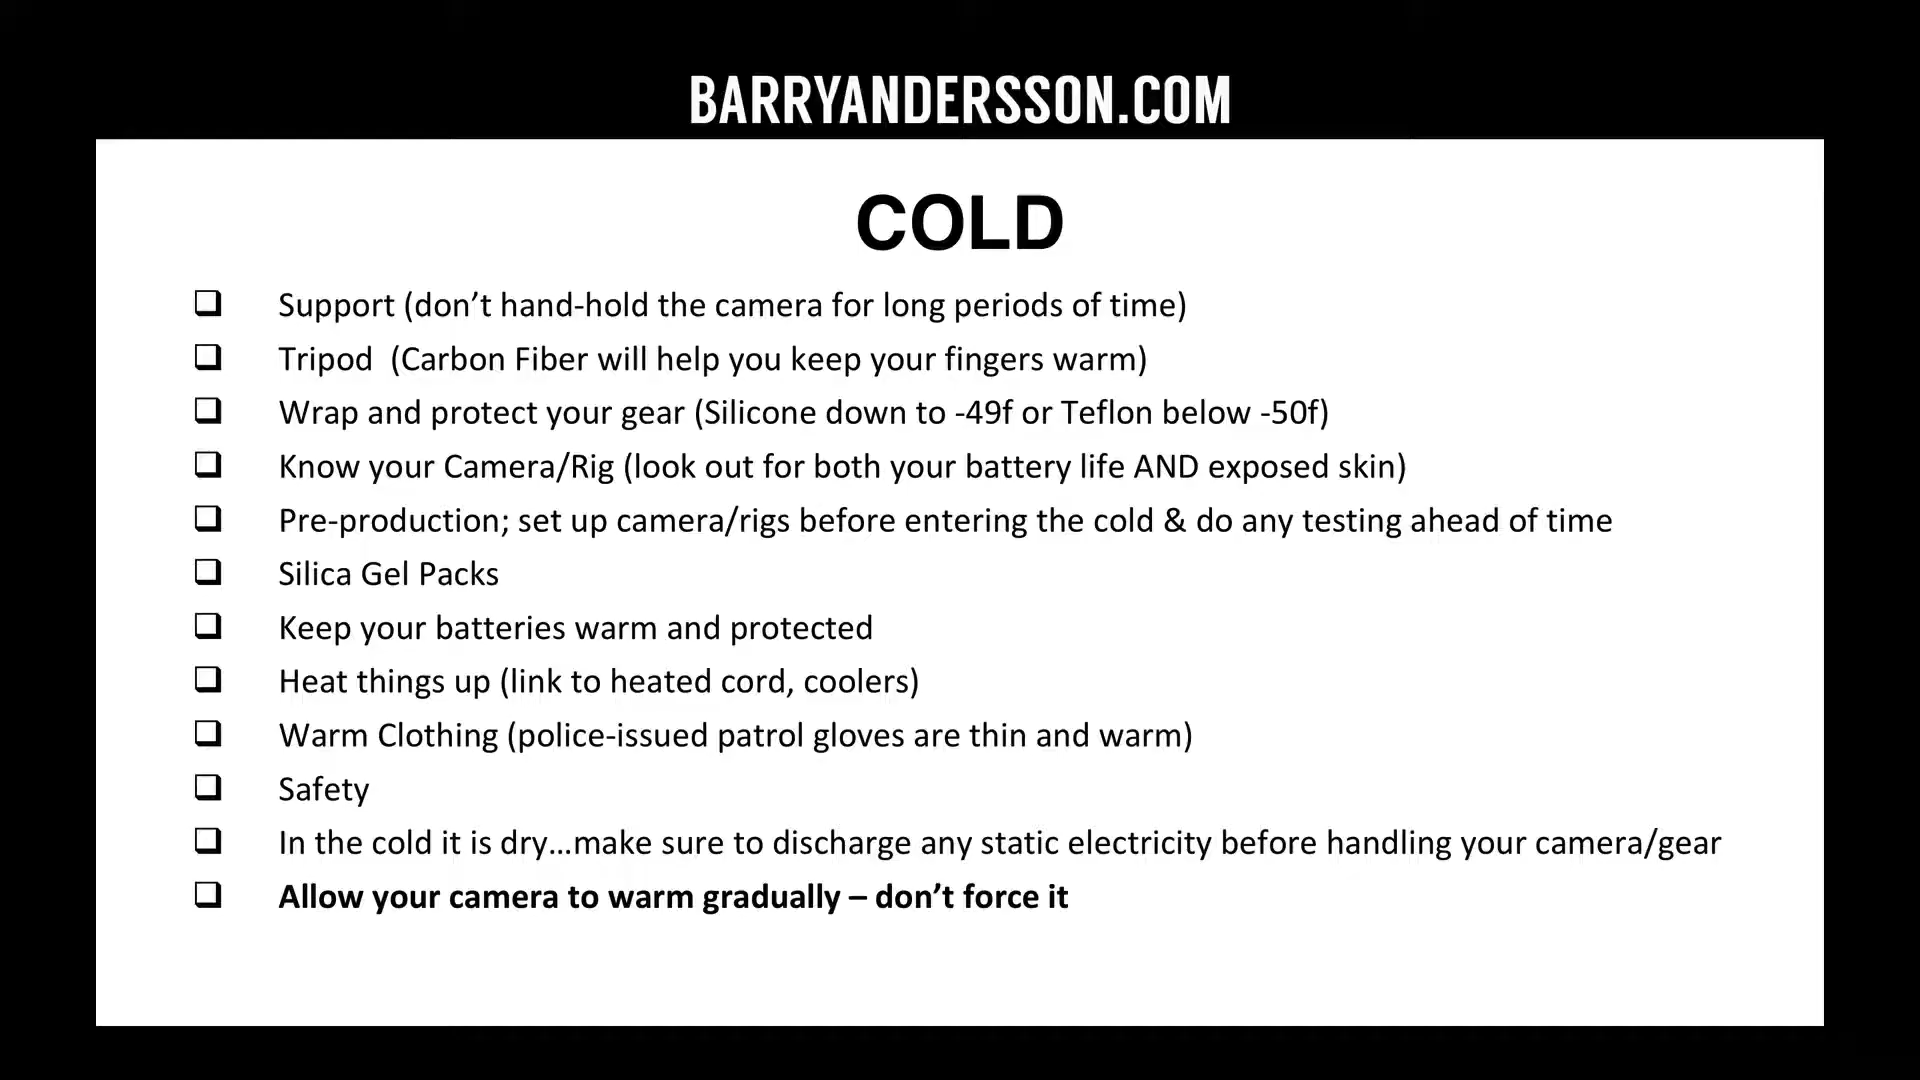 BARRYANDERSSON.COM
COLD
❑ Support (don’t hand-hold the camera for long periods of time)
❑ Tripod  (Carbon Fiber will help you keep your fingers warm)
❑ Wrap and protect your gear (Silicone down to -49f or Teflon below -50f)
❑ Know your Camera/Rig (look out for both your battery life AND exposed skin)
❑ Pre-production; set up camera/rigs before entering the cold & do any testing ahead of time
❑ Silica Gel Packs
❑ Keep your batteries warm and protected
❑ Heat things up (link to heated cord, coolers)
❑ Warm Clothing (police-issued patrol gloves are thin and warm)
❑ Safety
❑ In the cold it is dry…make sure to discharge any static electricity before handling your camera/gear
❑ Allow your camera to warm gradually – don’t force it